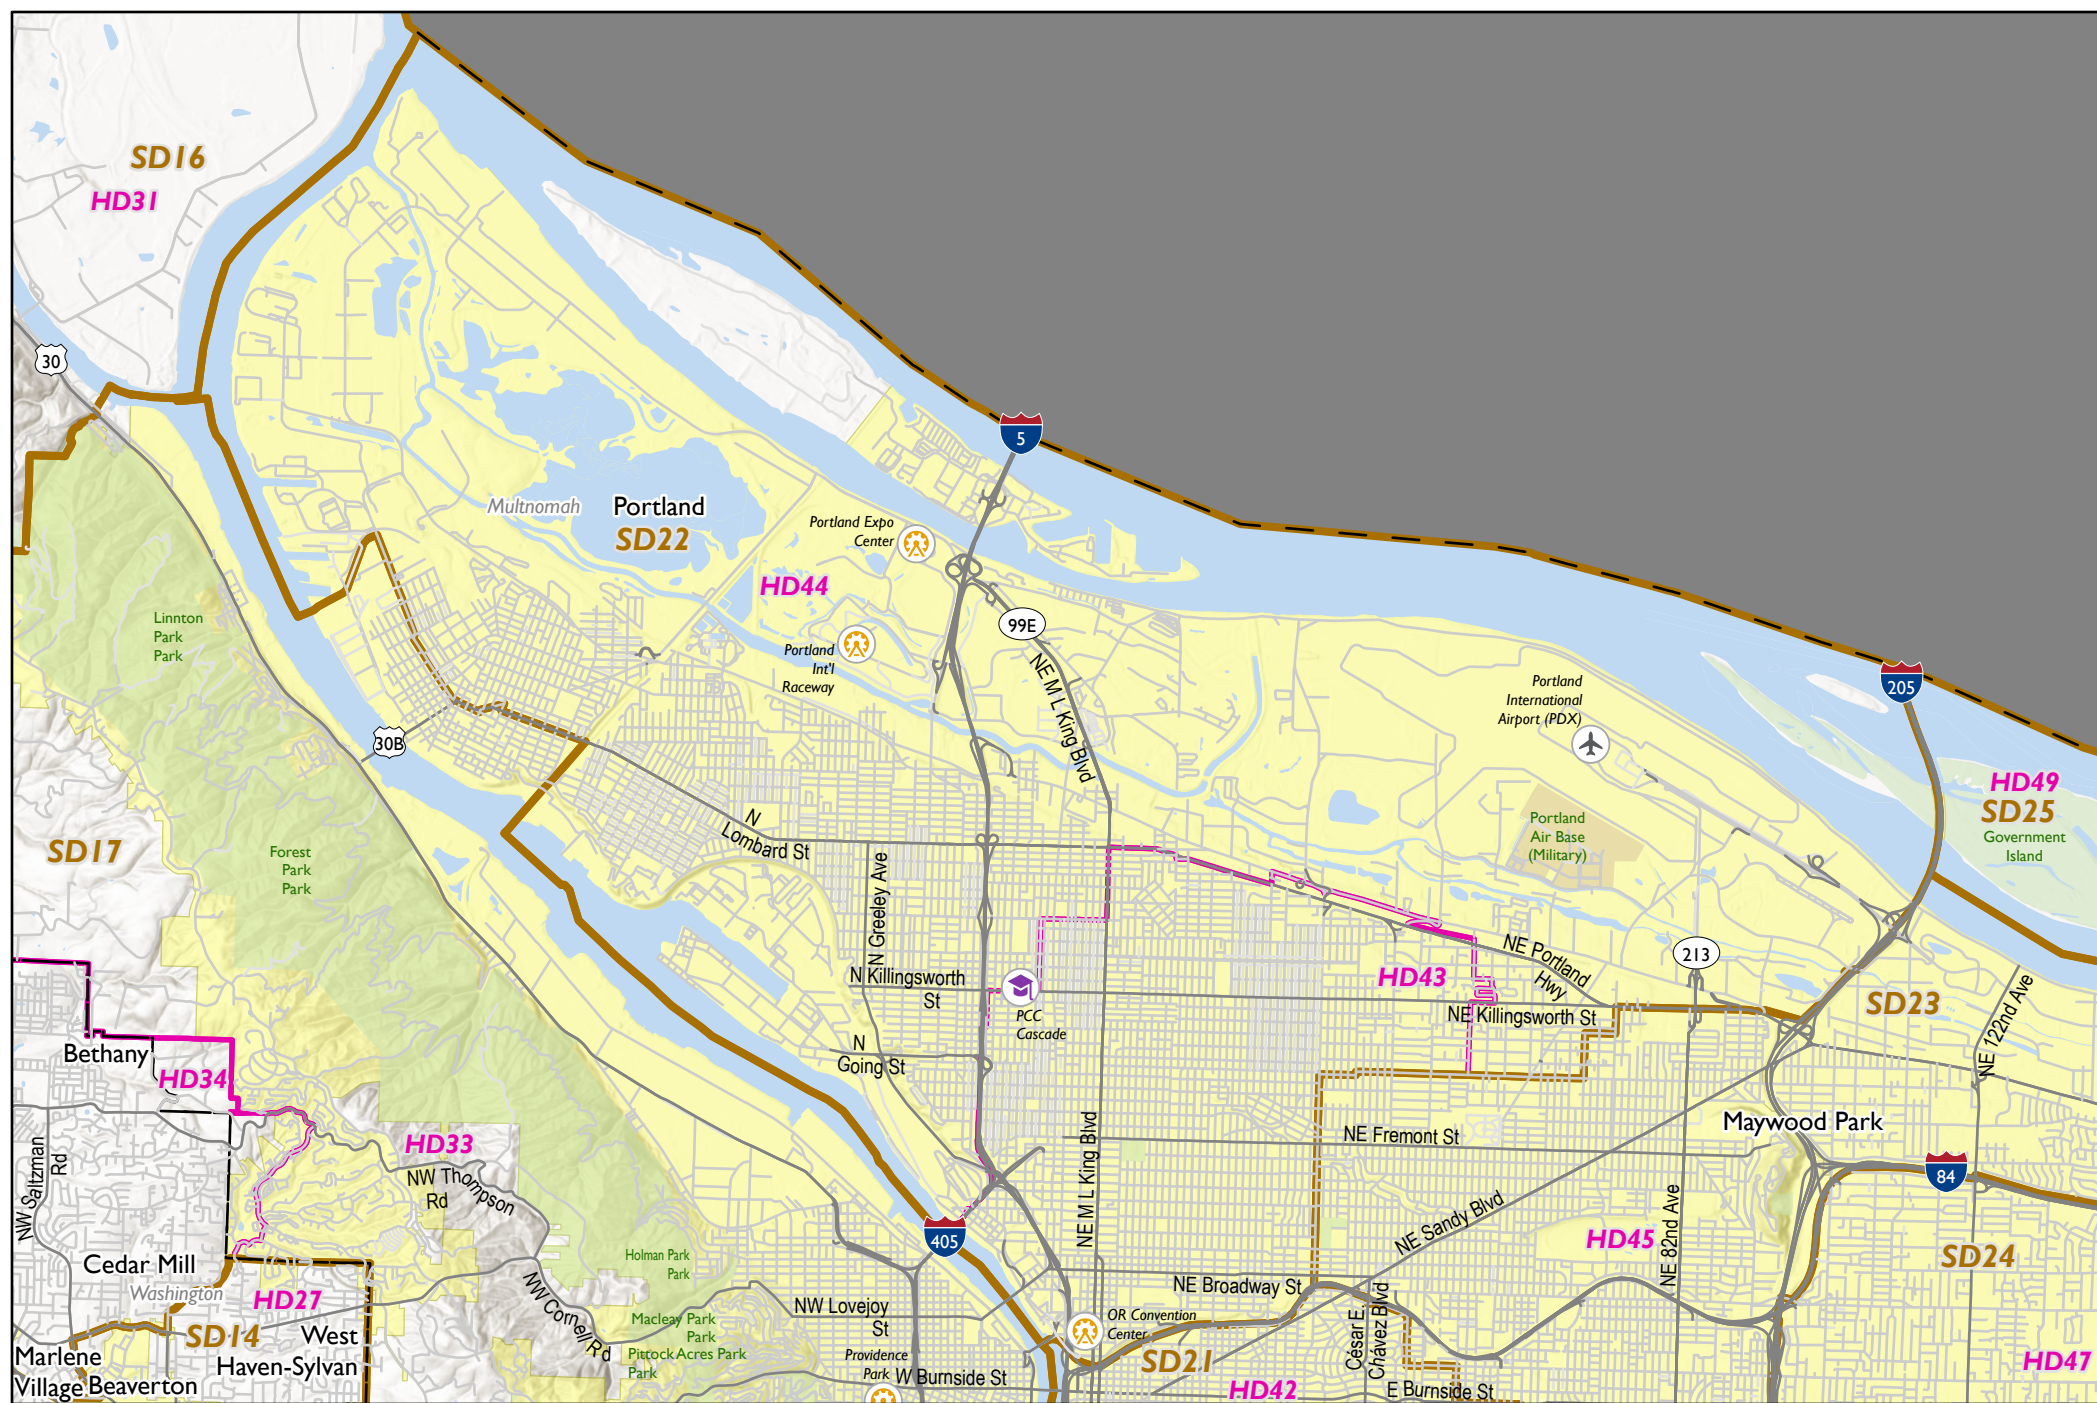 SD16
HD31
30
5
Multnomah
Portland
SD22
Portland Expo
Center
HD44
99E
Linnton
Park
Park
Portland
Int'l
Raceway
NE M L King Blvd
205
Portland
International
Airport (PDX)
30B
HD49
SD25
Government
Island
Portland
Air Base
(Military)
N
Lombard St
SD17
Forest
Park
Park
N Greeley Ave
N Killingsworth
St
HD43
NE Portland
Hwy
213
SD23
NE 122nd Ave
PCC
Cascade
NE Killingsworth St
N
Going St
Bethany
HD34
HD33
NW Thompson
Rd
NW Saltzman
Rd
NE M L King Blvd
NE Fremont St
Maywood Park
84
NE Sandy Blvd
HD45
NE 82nd Ave
SD24
405
Holman Park
Park
Cedar Mill
Washington
HD27
SD14
West
Haven-Sylvan
NW Cornell Rd
NW Lovejoy
St
NE Broadway St
OR Convention
Center
César E
Chavez Blvd
Macleay Park
Park
Pittock Acres Park
Park
Providence
Park
W Burnside St
SD21
HD42
E Burnside St
HD47
Marlene
Village
Beaverton